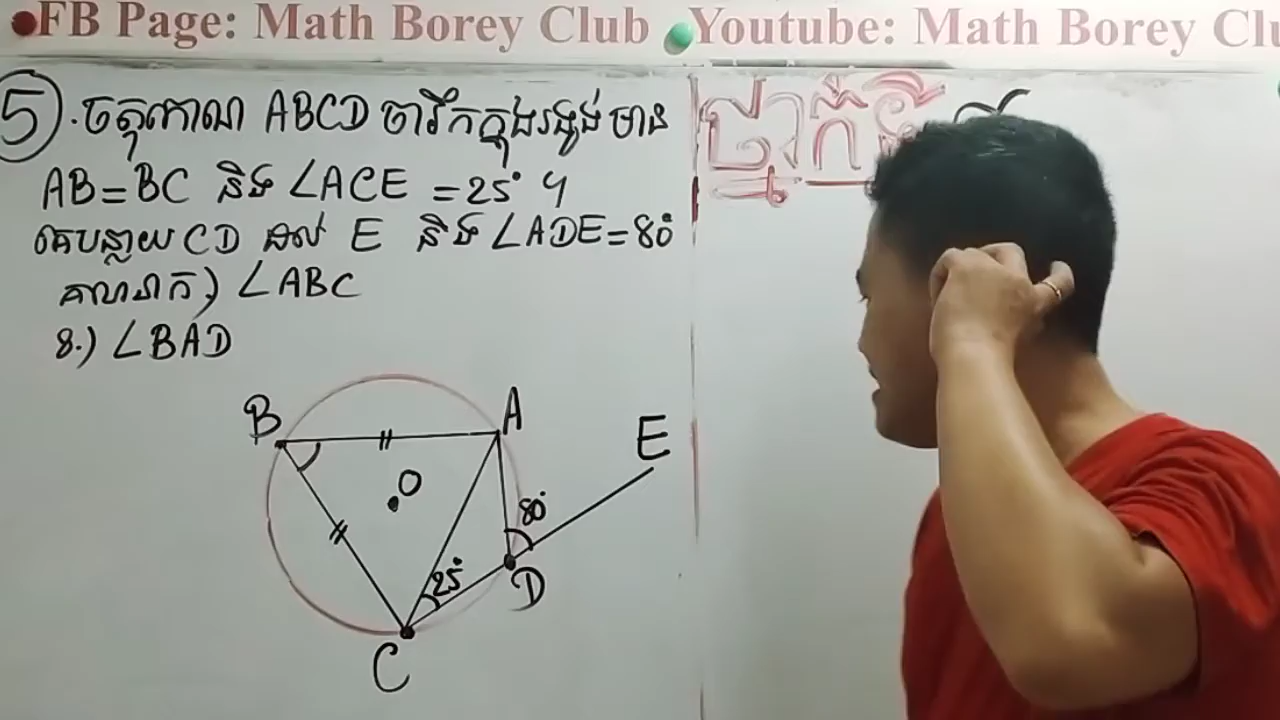 FB Page: Math Borey Club Youtube: Math Borey Clu
5. ចតុកោណ ABCD ចារឹកក្នុងរង្វង់ មាន
AB=BC និង ∠ACE =25° ។
គេបន្លាយ CD ដល់ E និង ∠ADE=80°
គណនា ក) ∠ABC
ខ.) ∠BAD
B
A
E
O
80°
25°
D
C